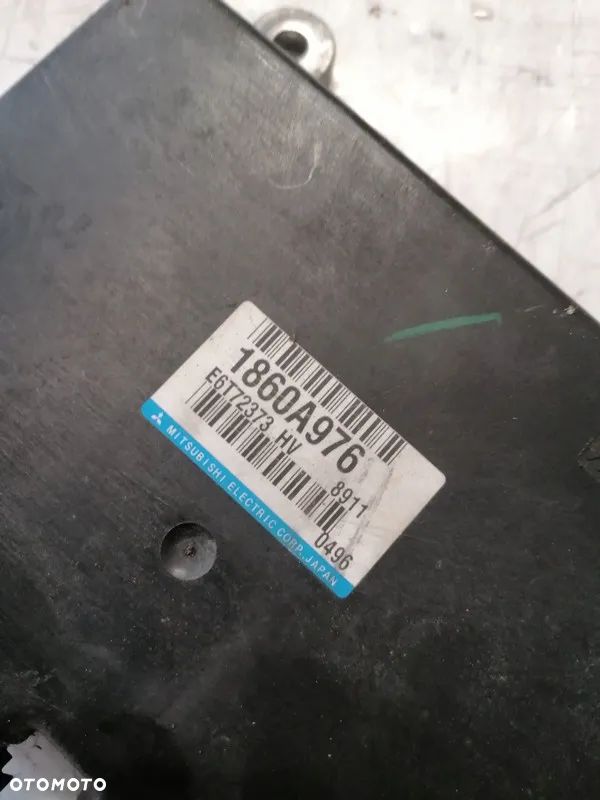 1860A976
E6T72373 HV 8911
0496
MITSUBISHI ELECTRIC CORP. JAPAN
OTOMOTO